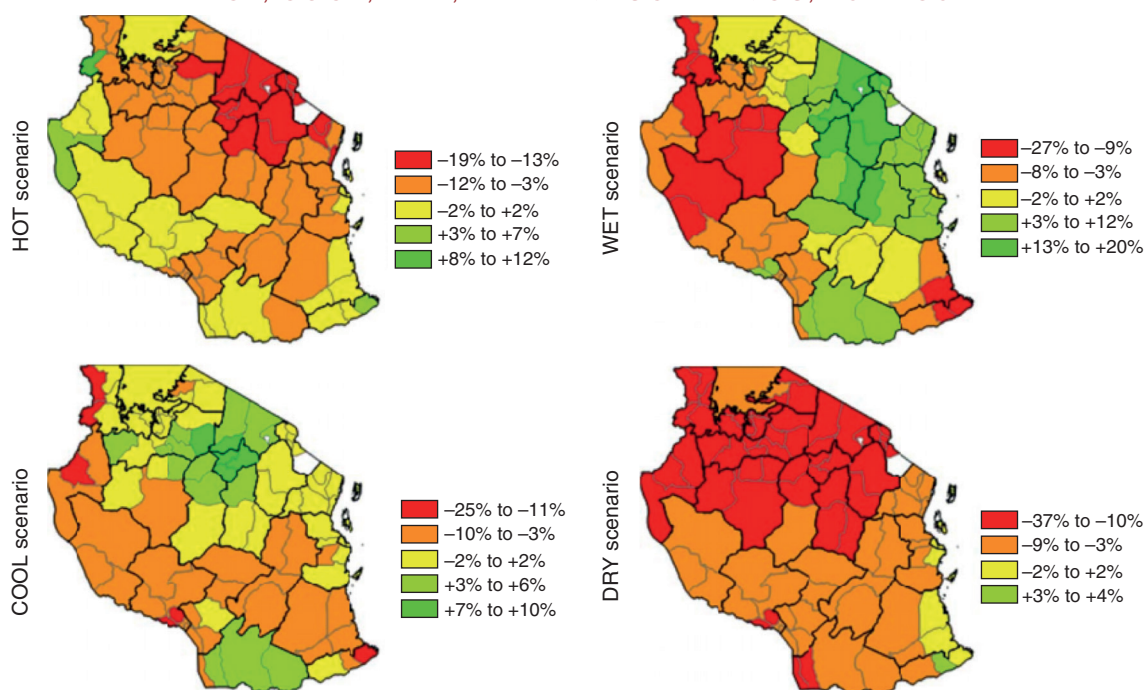 HOT scenario
–19% to –13%
–12% to –3%
–2% to +2%
+3% to +7%
+8% to +12%
WET scenario
–27% to –9%
–8% to –3%
–2% to +2%
+3% to +12%
+13% to +20%
COOL scenario
–25% to –11%
–10% to –3%
–2% to +2%
+3% to +6%
+7% to +10%
DRY scenario
–37% to –10%
–9% to –3%
–2% to +2%
+3% to +4%